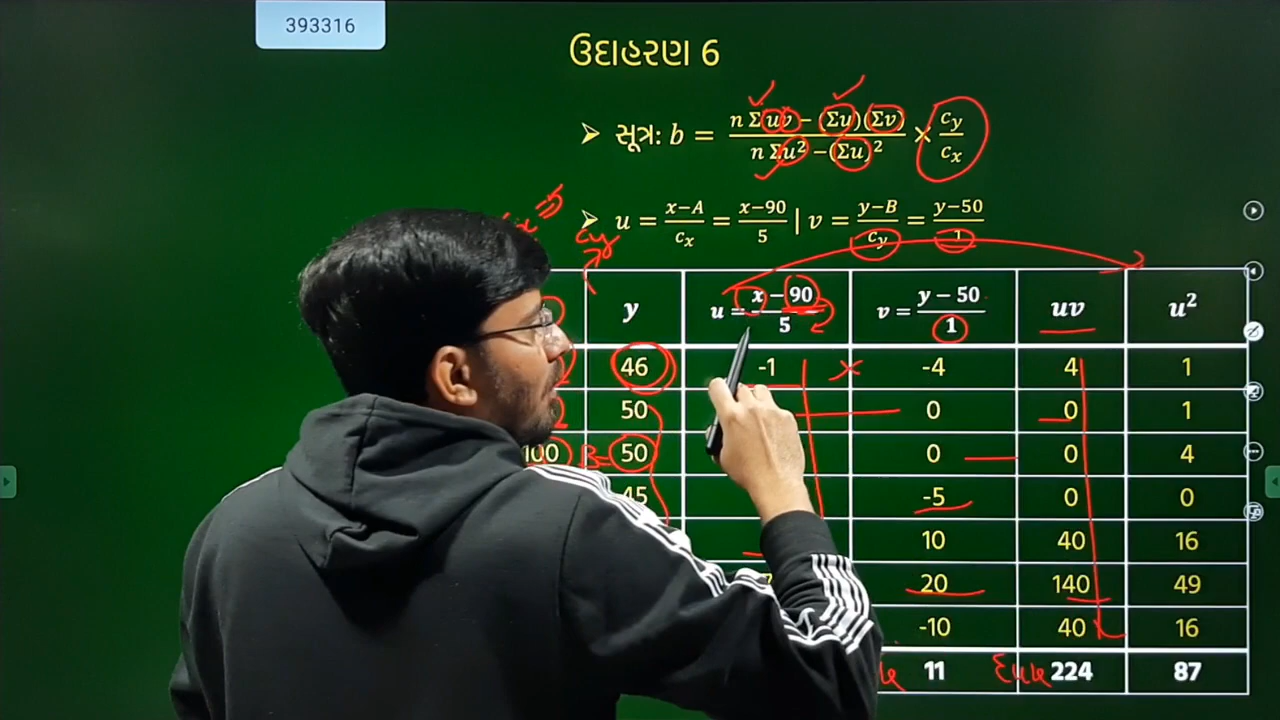 393316
ઉદાહરણ 6
➤ સૂત્ર: b = n Σuv − (Σu)(Σv) / n Σu² − (Σu)² × c_y / c_x
➤ u = x−A / c_x = x−90 / 5 | v = y−B / c_y = y−50 / 1
c_y
y u = x − 90 / 5 v = y − 50 / 1 uv u²
46 -1 × -4 4 1
50 0 0 1
100 B= 50 0 0 4
45 -5 0 0
10 40 16
20 140 49
-10 40 16
11 Σuv 224 87